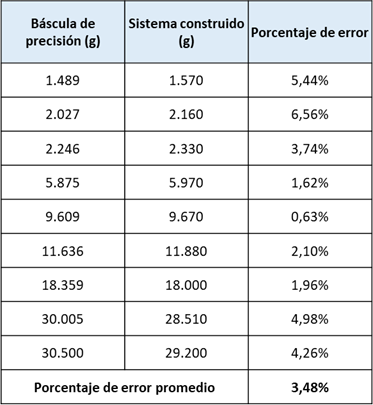 Báscula de precisión (g) Sistema construido (g) Porcentaje de error
1.489 1.570 5,44%
2.027 2.160 6,56%
2.246 2.330 3,74%
5.875 5.970 1,62%
9.609 9.670 0,63%
11.636 11.880 2,10%
18.359 18.000 1,96%
30.005 28.510 4,98%
30.500 29.200 4,26%
Porcentaje de error promedio 3,48%